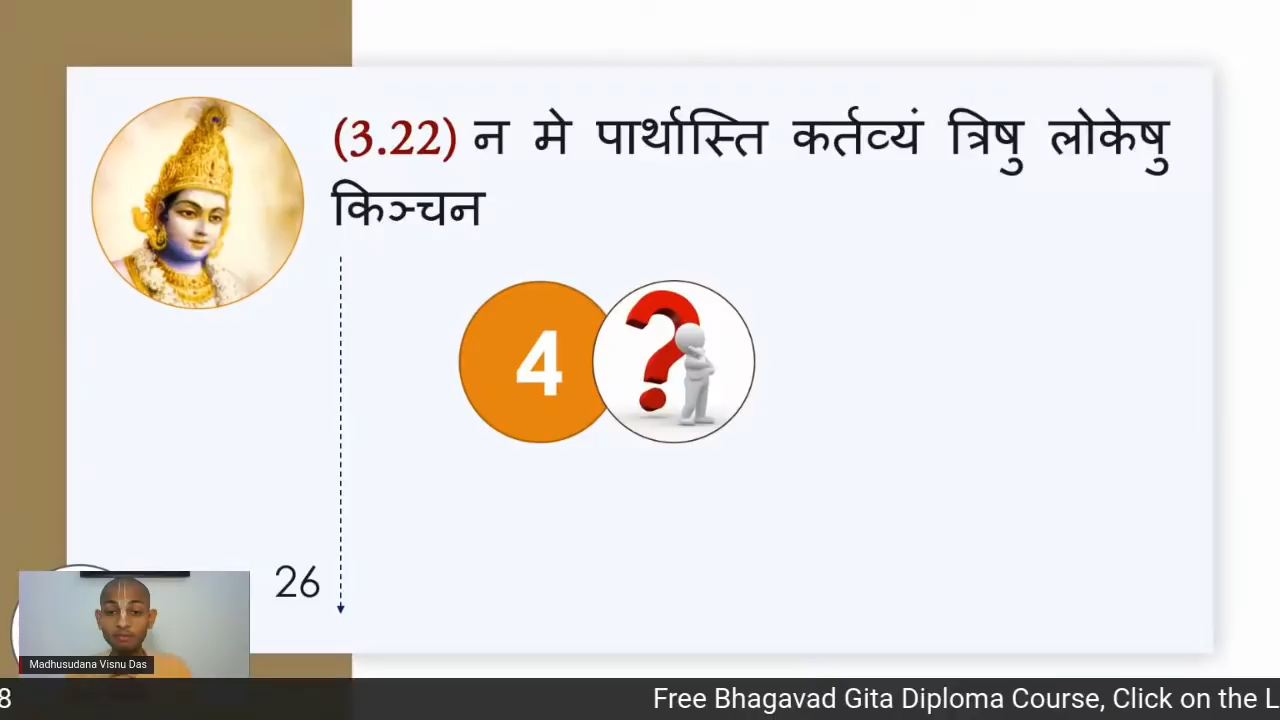 (3.22) न मे पार्थास्ति कर्तव्यं त्रिषु लोकेषु
किञ्चन
4
26
Madhusudana Visnu Das
8 Free Bhagavad Gita Diploma Course, Click on the L